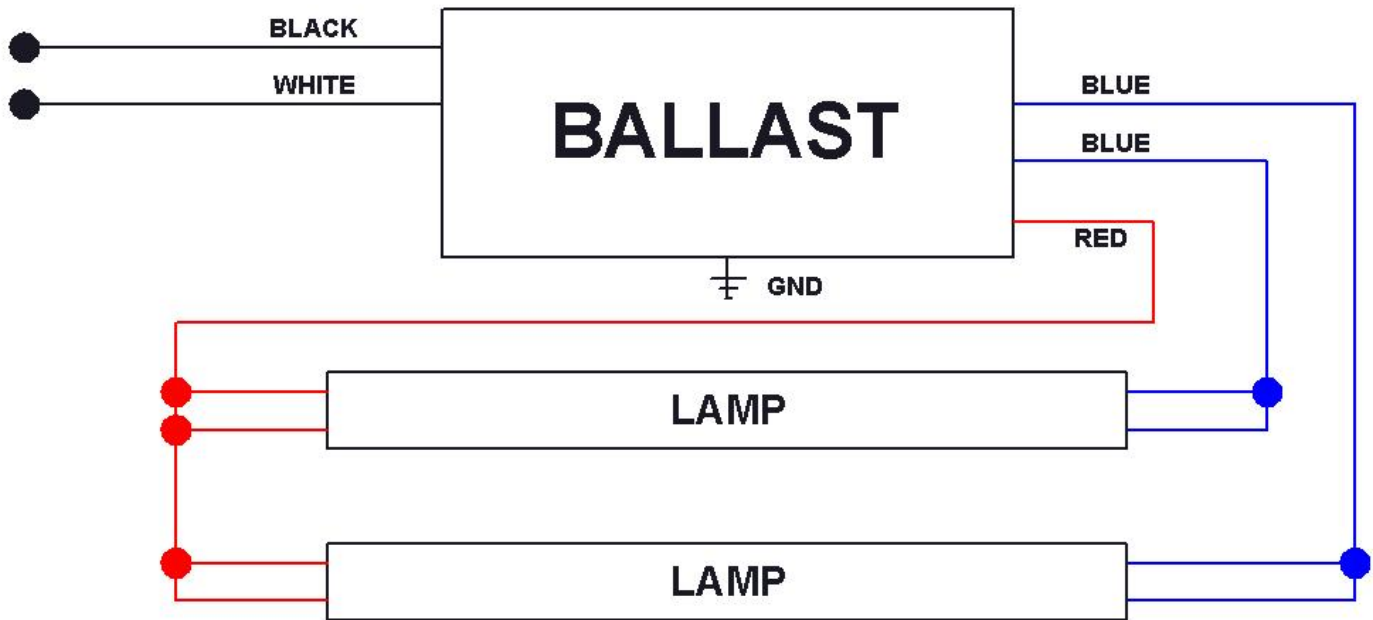 BLACK
WHITE
BALLAST
BLUE
BLUE
RED
GND
LAMP
LAMP